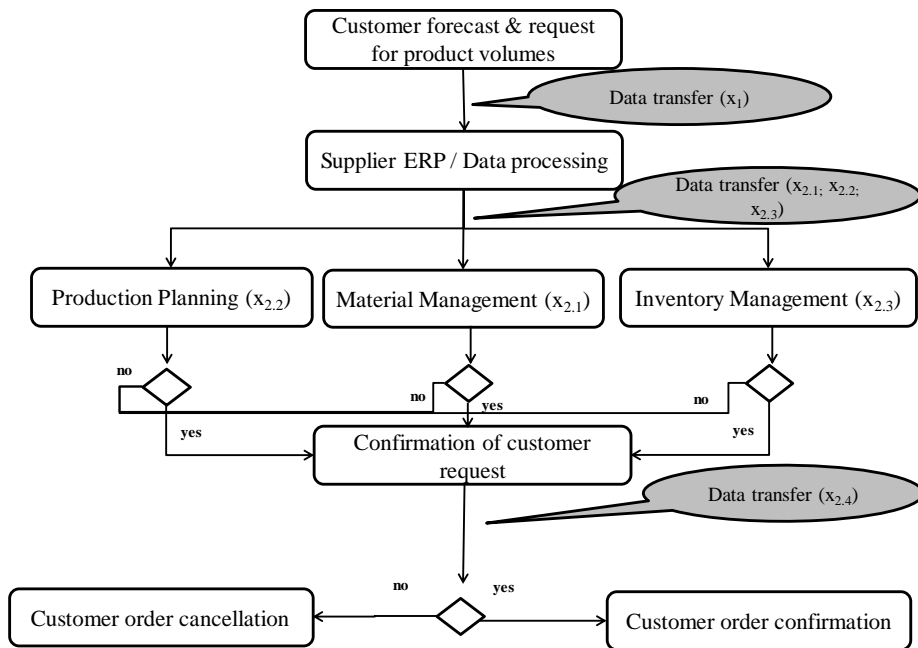 Customer forecast & request
for product volumes
Data transfer (x₁)
Supplier ERP / Data processing
Data transfer (x₂.₁; x₂.₂;
x₂.₃)
Production Planning (x₂.₂)
Material Management (x₂.₁)
Inventory Management (x₂.₃)
no
no
no
yes
yes
yes
Confirmation of customer
request
Data transfer (x₂.₄)
no
yes
Customer order cancellation
Customer order confirmation